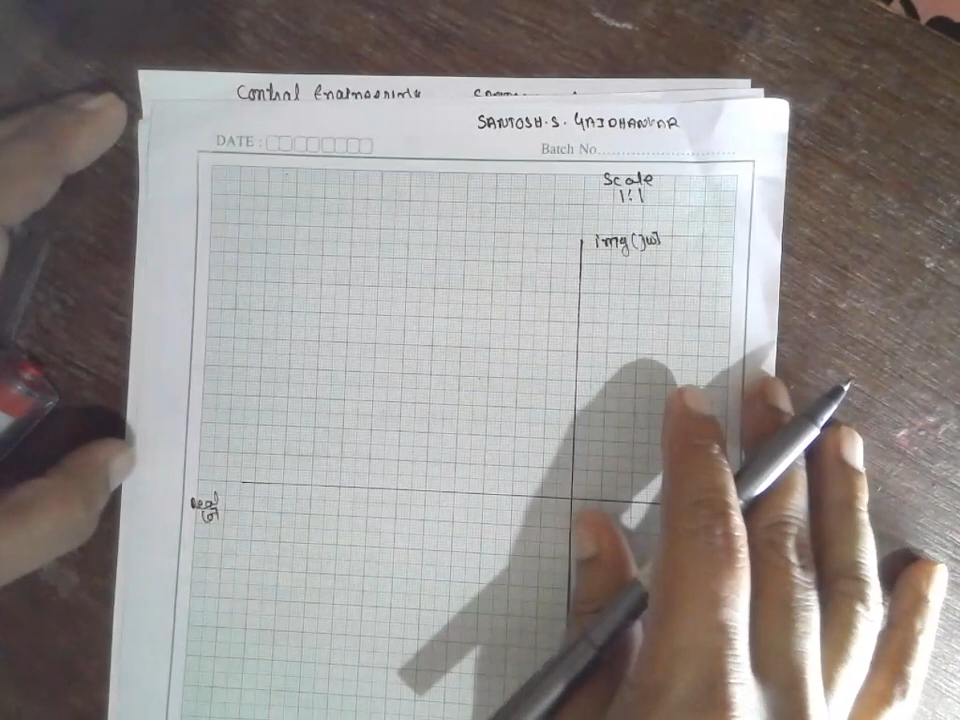 Control Engineering
SANTOSH.S. GAJDHANKAR
DATE :
Batch No.
Scale
1:1
img(jω)
Real